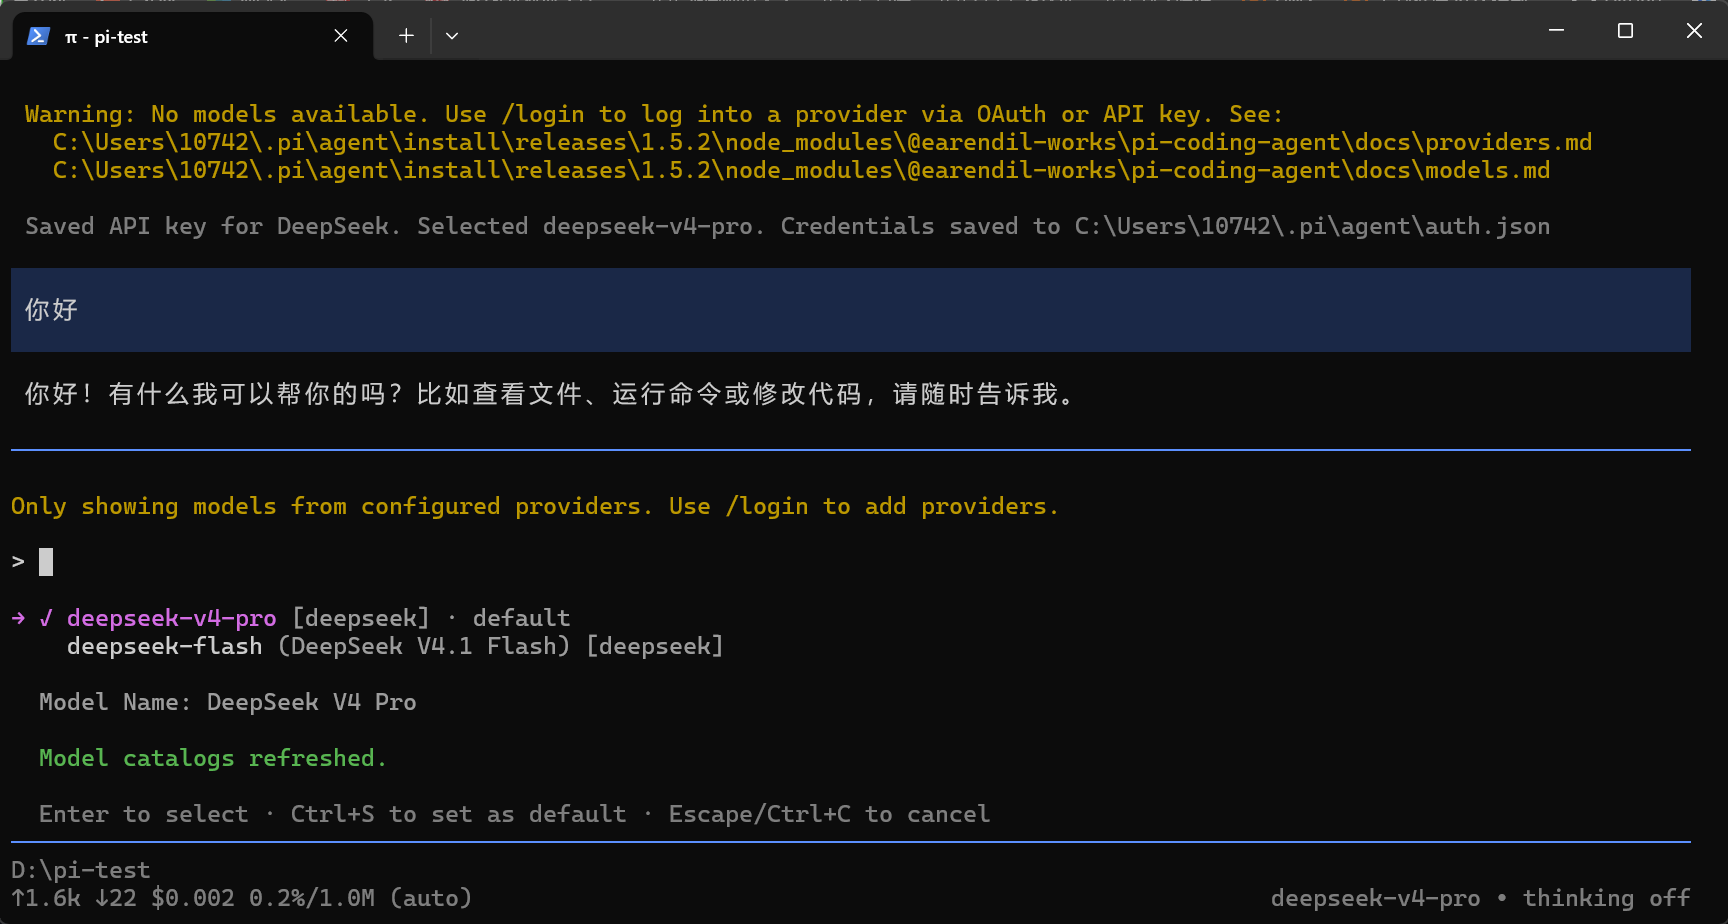 π - pi-test
Warning: No models available. Use /login to log into a provider via OAuth or API key. See:
C:\Users\10742\.pi\agent\install\releases\1.5.2\node_modules\@earendil-works\pi-coding-agent\docs\providers.md
C:\Users\10742\.pi\agent\install\releases\1.5.2\node_modules\@earendil-works\pi-coding-agent\docs\models.md
Saved API key for DeepSeek. Selected deepseek-v4-pro. Credentials saved to C:\Users\10742\.pi\agent\auth.json
你好
你好！有什么我可以帮你的吗？比如查看文件、运行命令或修改代码，请随时告诉我。
Only showing models from configured providers. Use /login to add providers.
>
→ √ deepseek-v4-pro [deepseek] · default
deepseek-flash (DeepSeek V4.1 Flash) [deepseek]
Model Name: DeepSeek V4 Pro
Model catalogs refreshed.
Enter to select · Ctrl+S to set as default · Escape/Ctrl+C to cancel
D:\pi-test
↑1.6k ↓22 $0.002 0.2%/1.0M (auto) deepseek-v4-pro • thinking off